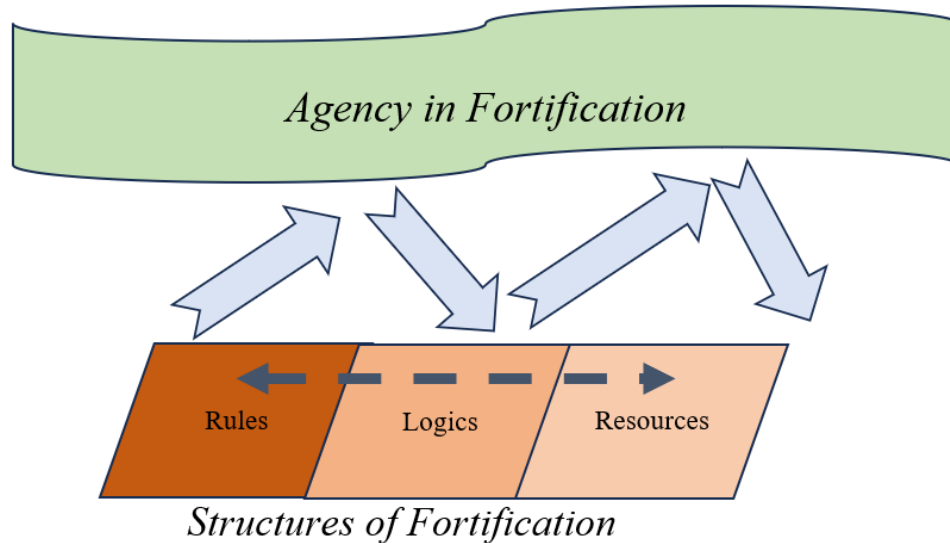 Agency in Fortification
Rules
Logics
Resources
Structures of Fortification